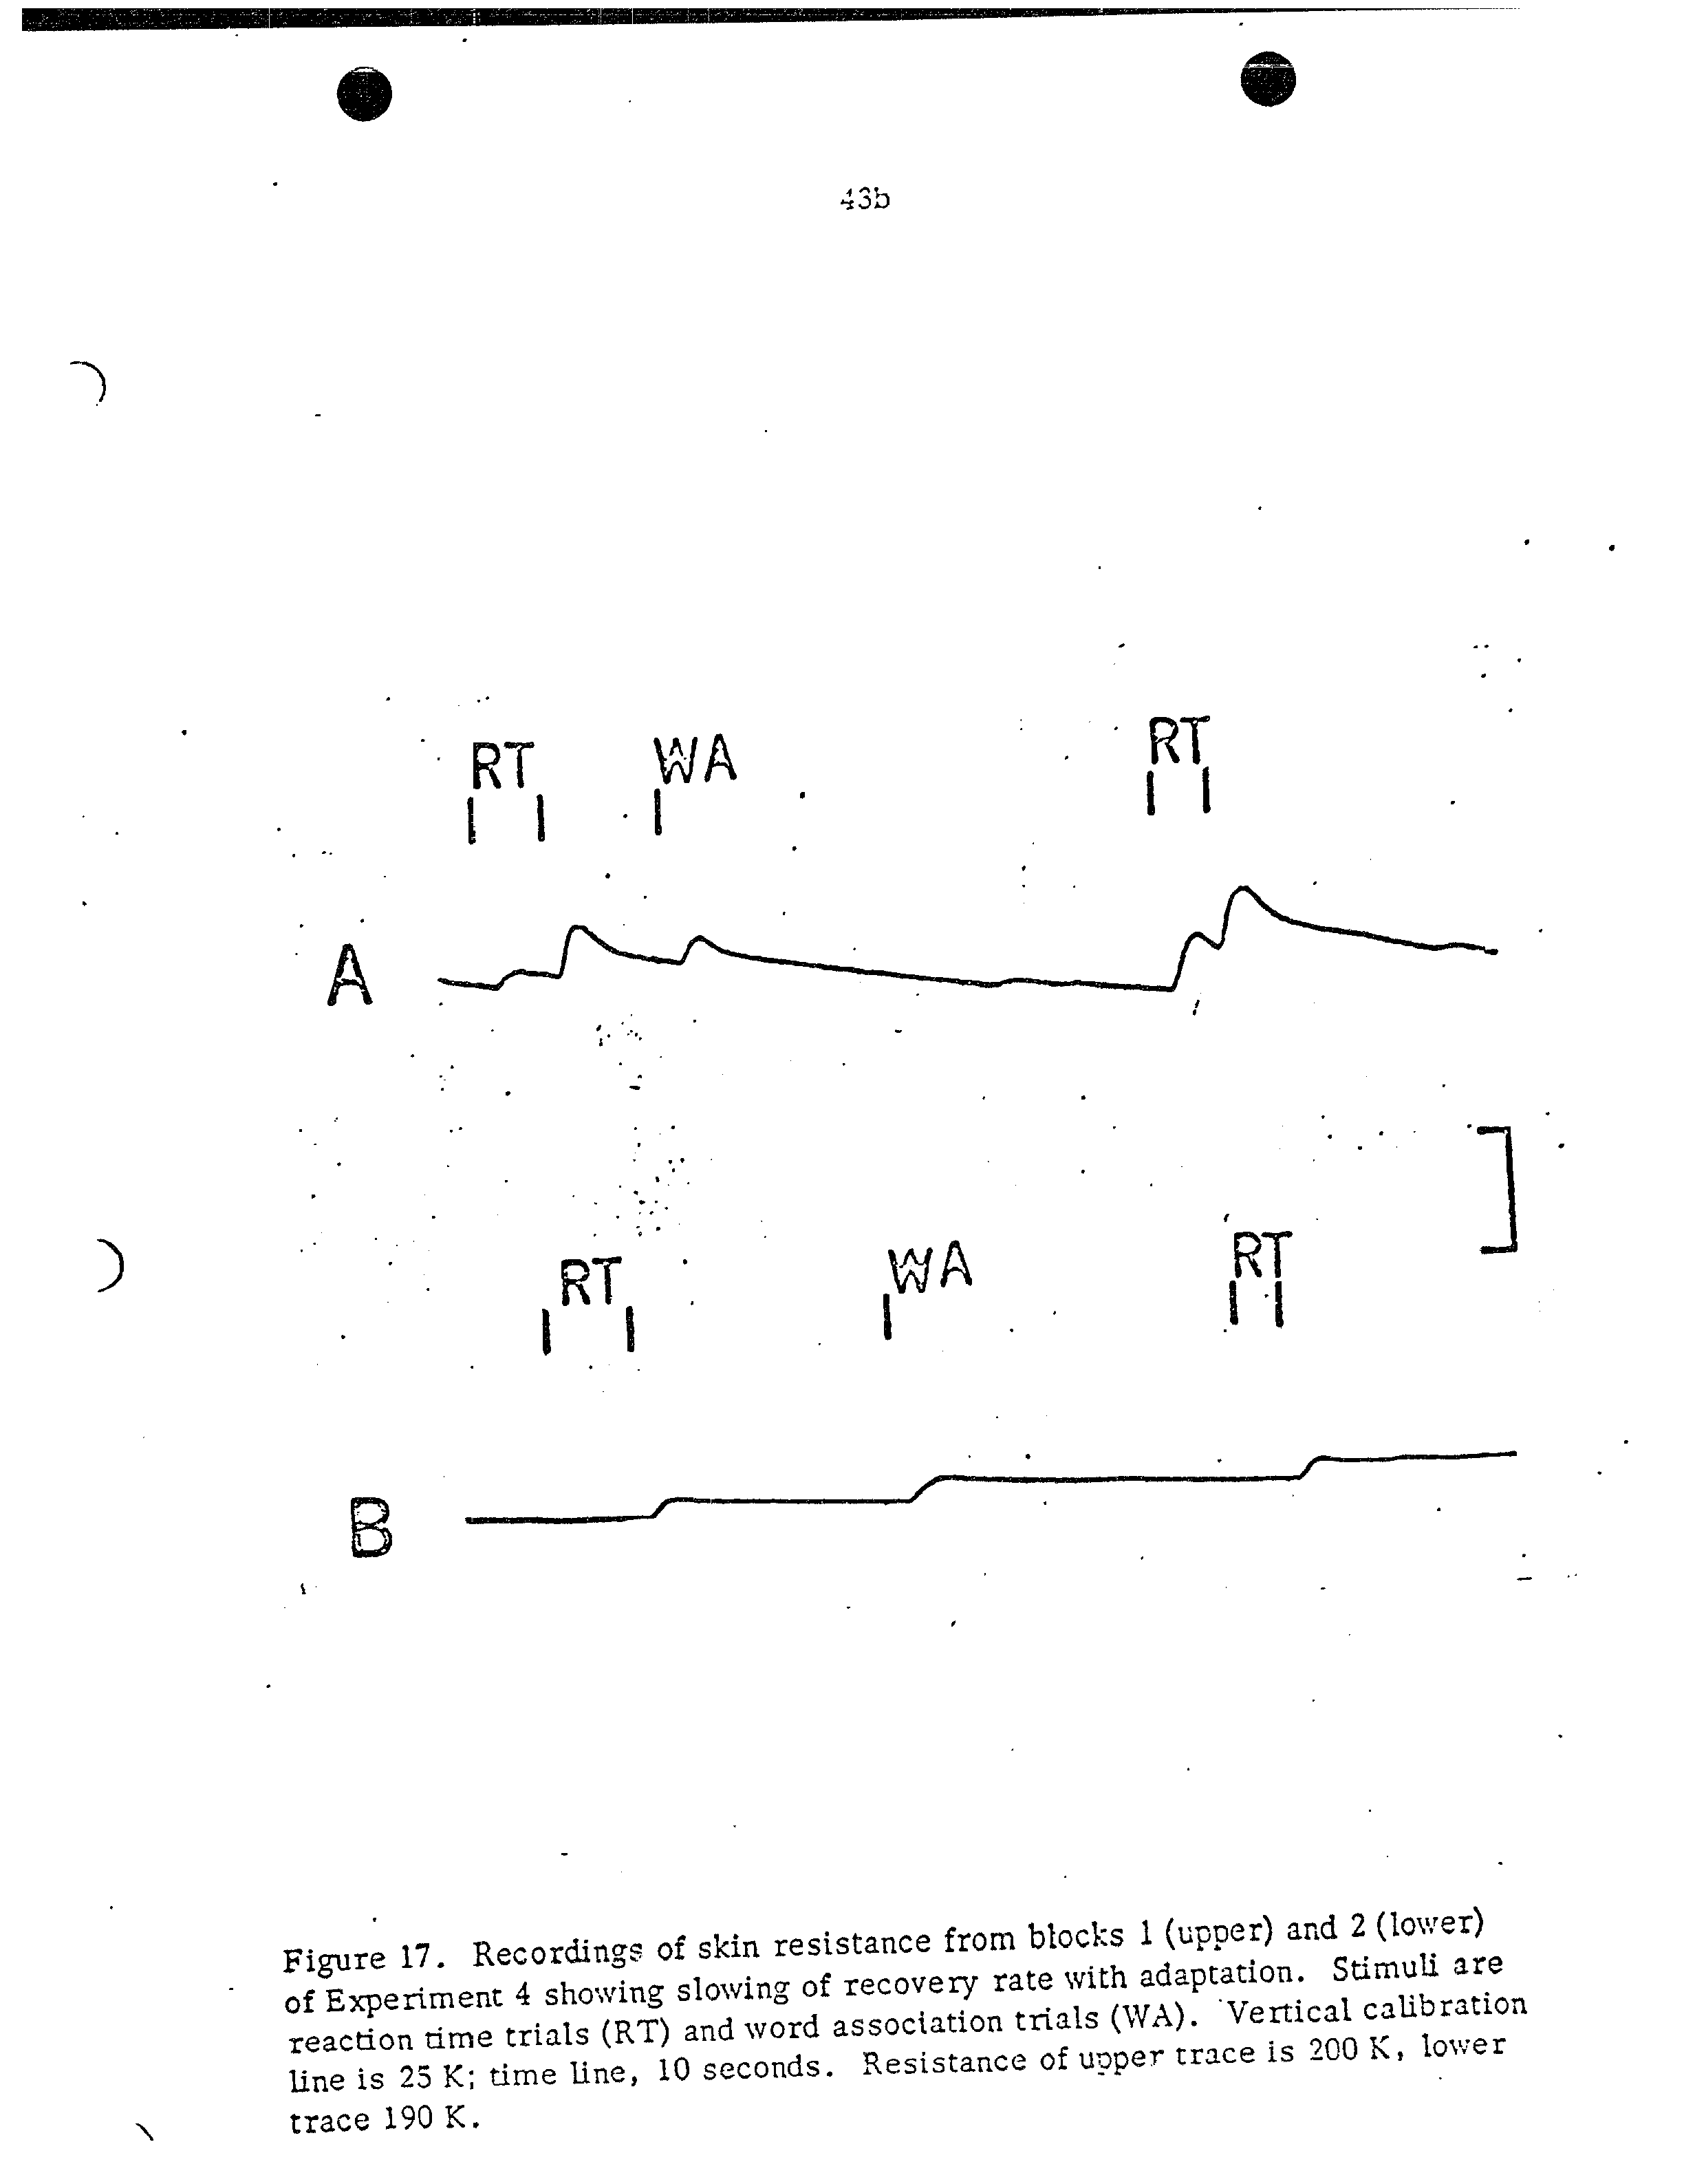 43b
RT WA RT
A
RT WA RT
B
Figure 17. Recordings of skin resistance from blocks 1 (upper) and 2 (lower)
of Experiment 4 showing slowing of recovery rate with adaptation. Stimuli are
reaction time trials (RT) and word association trials (WA). Vertical calibration
line is 25 K; time line, 10 seconds. Resistance of upper trace is 200 K, lower
trace 190 K.